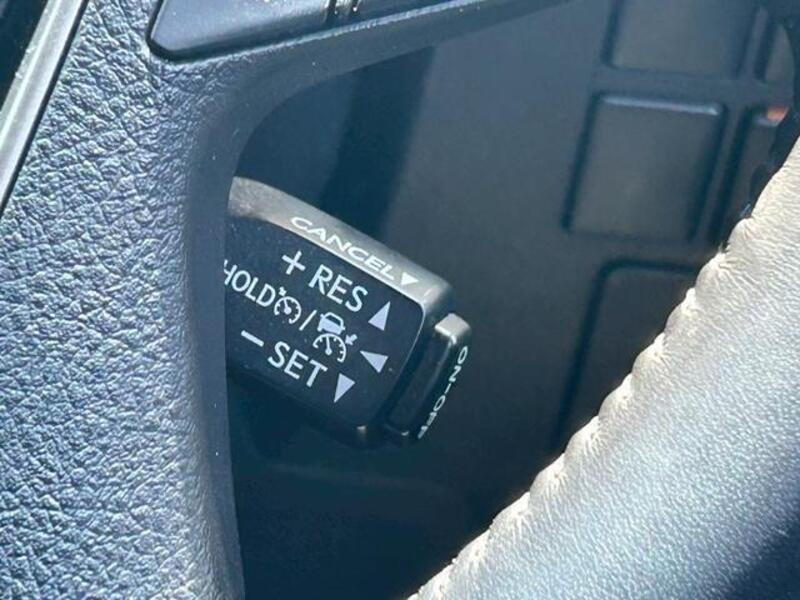 CANCEL
+ RES
HOLD /
- SET
ON-OFF